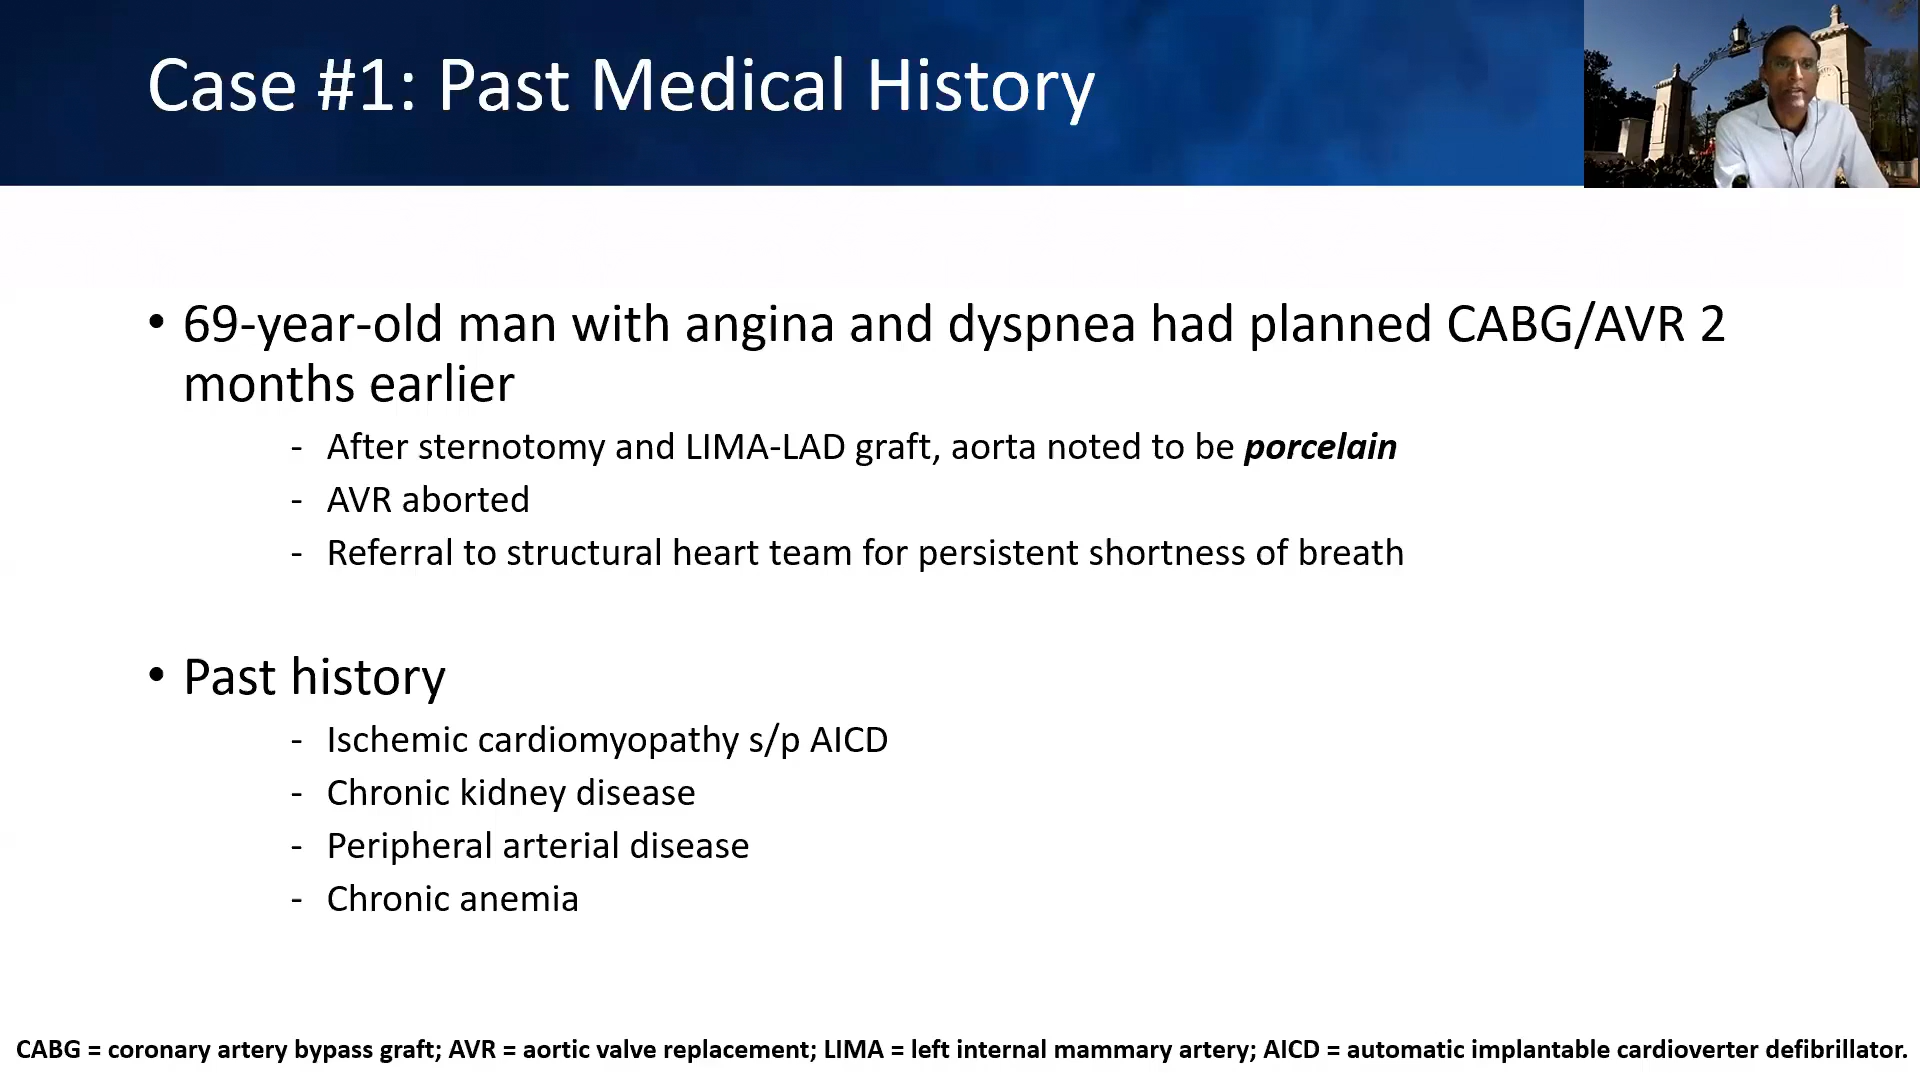 Case #1: Past Medical History
• 69-year-old man with angina and dyspnea had planned CABG/AVR 2
months earlier
- After sternotomy and LIMA-LAD graft, aorta noted to be porcelain
- AVR aborted
- Referral to structural heart team for persistent shortness of breath
• Past history
- Ischemic cardiomyopathy s/p AICD
- Chronic kidney disease
- Peripheral arterial disease
- Chronic anemia
CABG = coronary artery bypass graft; AVR = aortic valve replacement; LIMA = left internal mammary artery; AICD = automatic implantable cardioverter defibrillator.